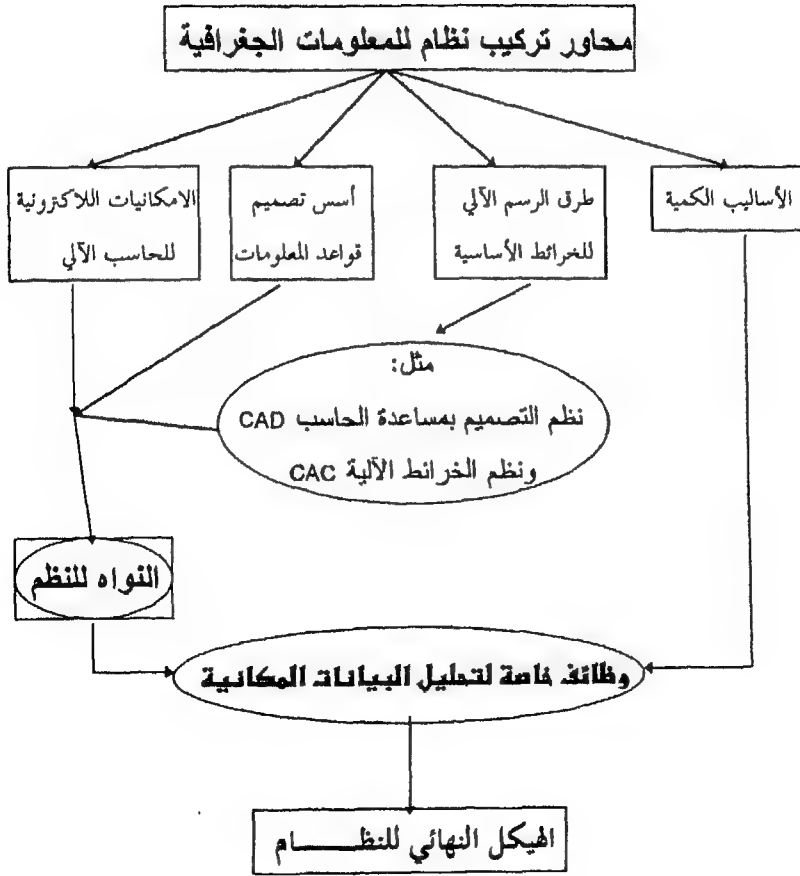 محاور تركيب نظام للمعلومات الجغرافية
الأساليب الكمية
طرق الرسم الآلي
للخرائط الأساسية
أسس تصميم
قواعد المعلومات
الامكانيات اللاكترونية
للحاسب الآلي
مثل:
نظم التصميم بمساعدة الحاسب CAD
ونظم الخرائط الآلية CAC
النواه للنظم
وظائف خاصة لتحليل البيانات المكانية
الهيكل النهائي للنظــــــام